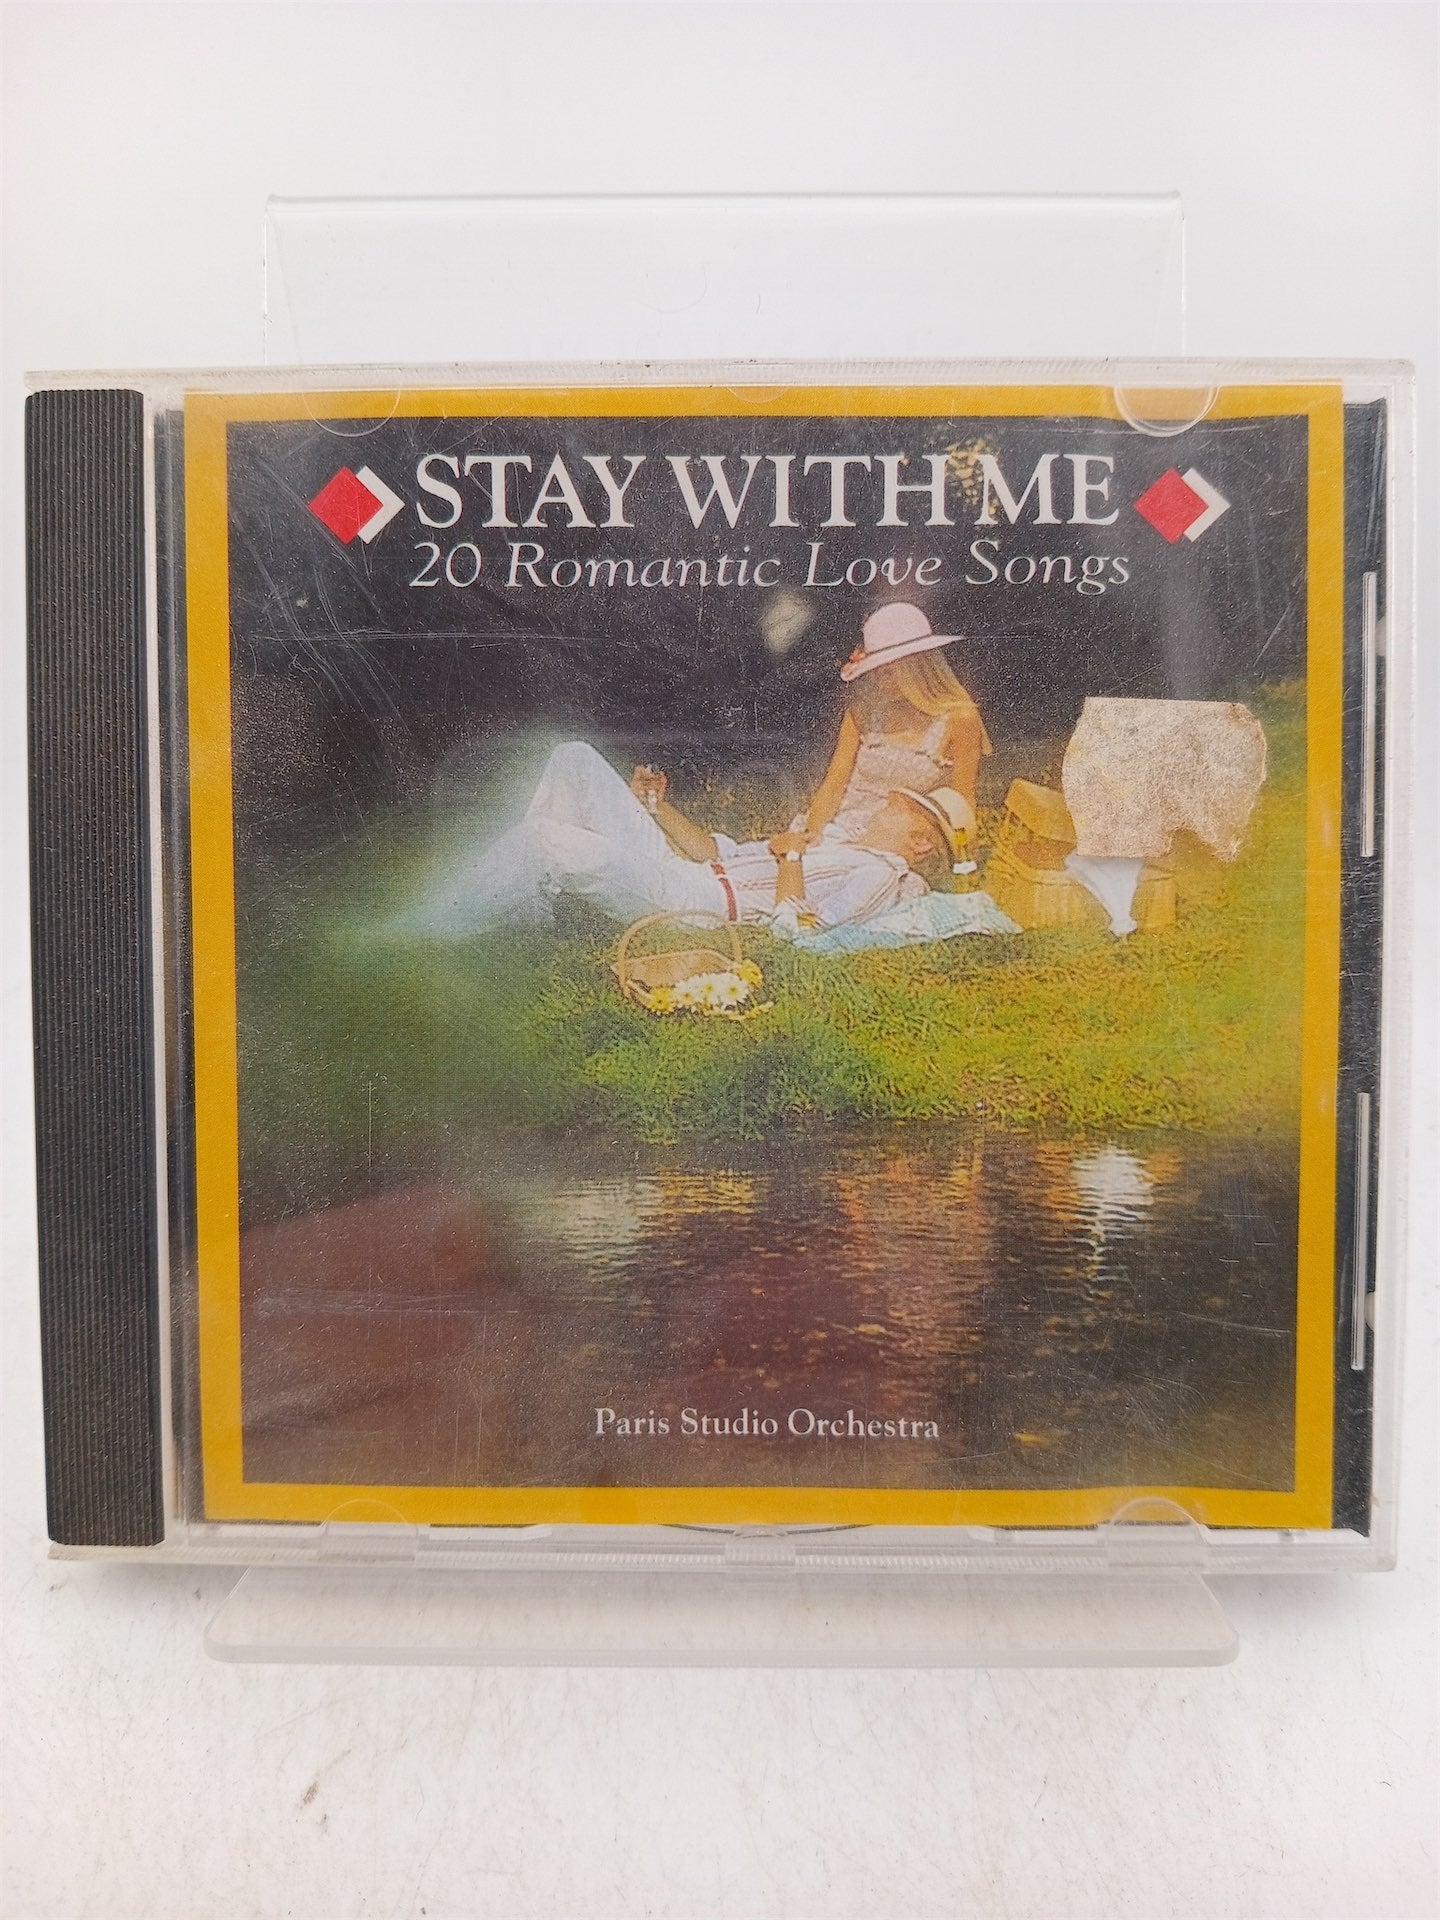 STAY WITH ME
20 Romantic Love Songs
Paris Studio Orchestra